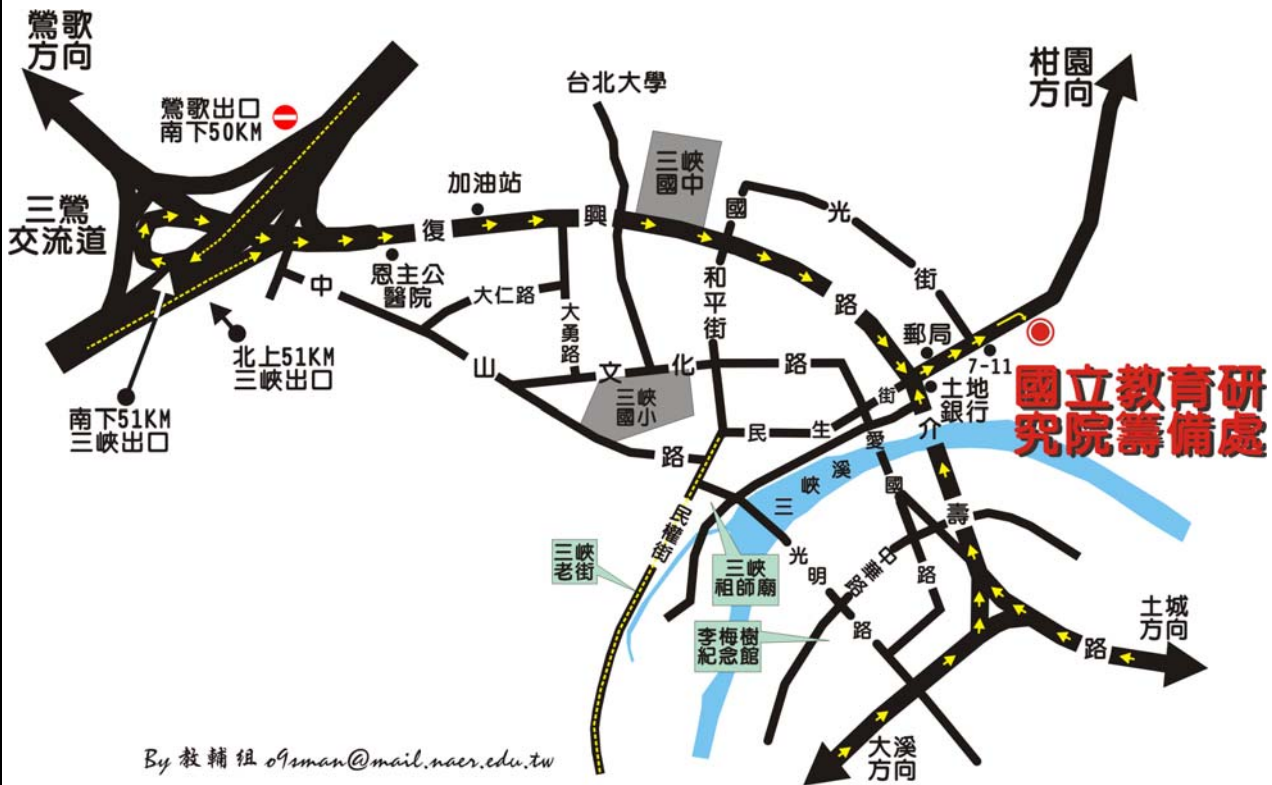 鶯歌
方向
鶯歌出口
南下50KM
三鶯
交流道
台北大學
三峽
國中
柑園
方向
加油站
復興路
恩主公
醫院
國光街
和平街
大仁路
大勇路
中山路
文化路
三峽
國小
北上51KM
三峽出口
南下51KM
三峽出口
郵局
7-11
土地
銀行
國立教育研
究院籌備處
民生街
愛國路
介壽路
三峽溪
民權街
三峽
老街
三峽
祖師廟
光明路
中華路
李梅樹
紀念館
土城
方向
大溪
方向
By 教輔組 o9sman@mail.naer.edu.tw